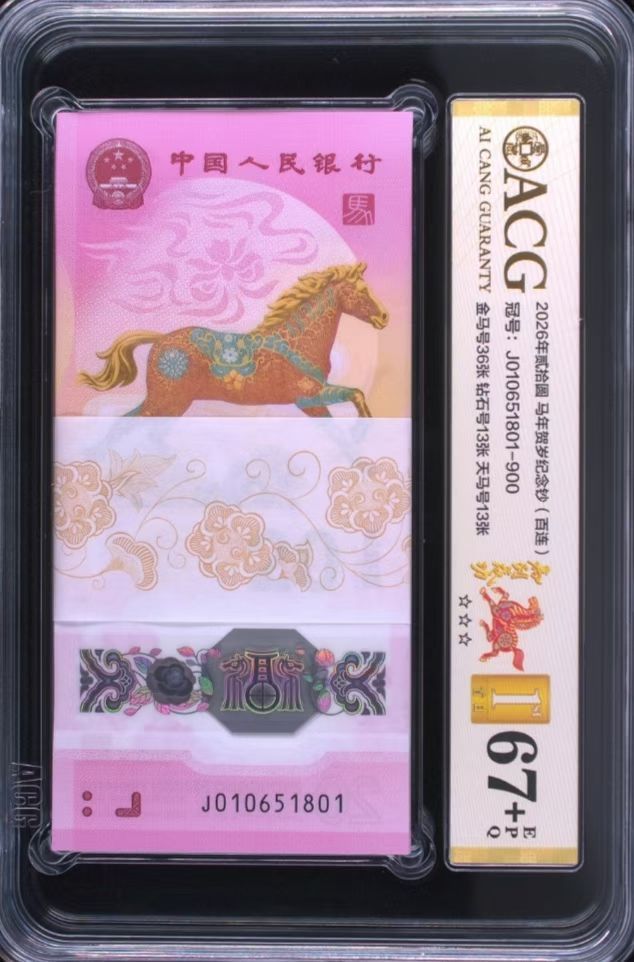 中国人民银行
馬
J010651801
ACG
AI CANG GUARANTY
2026年贰拾圆 马年贺岁纪念钞（百连）
冠号：J010651801-900
金马号36张 钻石号13张 天马号13张
☆☆☆
1ST
67+
EPQ
ACG